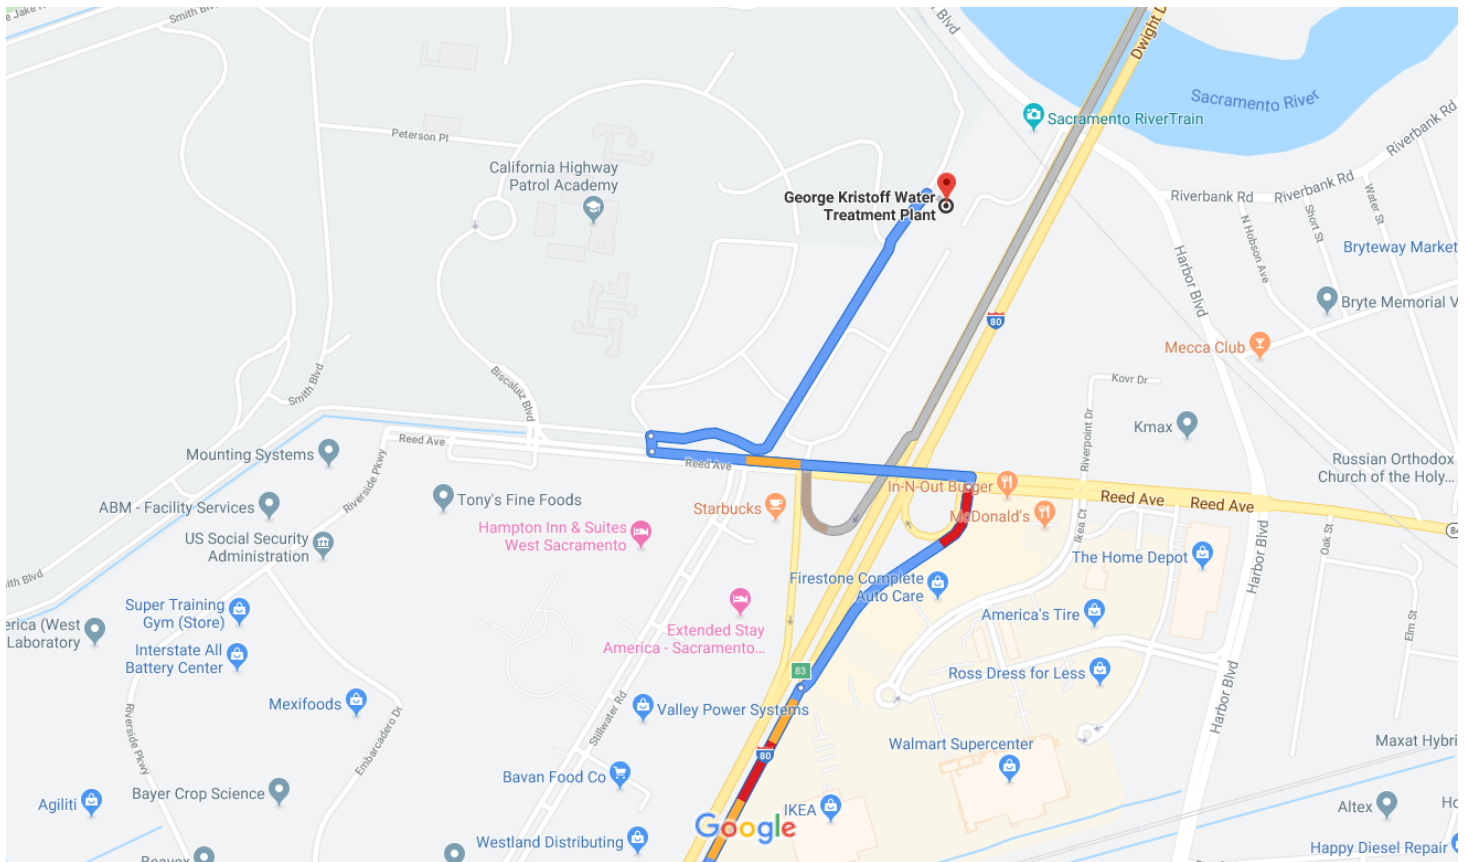 e Jake R
Smith Blvd
Blvd
Dwight D
Sacramento River
Sacramento RiverTrain
Riverbank Rd
Peterson Pl
California Highway
Patrol Academy
George Kristoff Water
Treatment Plant
Riverbank Rd
Riverbank Rd
Water St
Short St
N Hobson Ave
Harbor Blvd
Bryteway Market
80
Bryte Memorial V
Mecca Club
Smith Blvd
Biscaluiz Blvd
Kovr Dr
Riverpoint Dr
Kmax
Reed Ave
Reed Ave
Mounting Systems
Riverside Pkwy
Russian Orthodox
Church of the Holy...
In-N-Out Burger
Reed Ave
Reed Ave
ABM - Facility Services
Tony's Fine Foods
Starbucks
McDonald's
Ikea Ct
Hampton Inn & Suites
West Sacramento
US Social Security
Administration
Oak St
84
The Home Depot
Harbor Blvd
ith Blvd
Firestone Complete
Auto Care
Super Training
Gym (Store)
America's Tire
Elm St
erica (West
Laboratory
Extended Stay
America - Sacramento...
Interstate All
Battery Center
83
Ross Dress for Less
Mexifoods
Valley Power Systems
Stillwater Rd
Harbor Blvd
Riverside Pkwy
Embarcadero Dr
80
Walmart Supercenter
Maxat Hybri
Bavan Food Co
Bayer Crop Science
Agiliti
IKEA
Altex
Ho
Google
Westland Distributing
Happy Diesel Repair